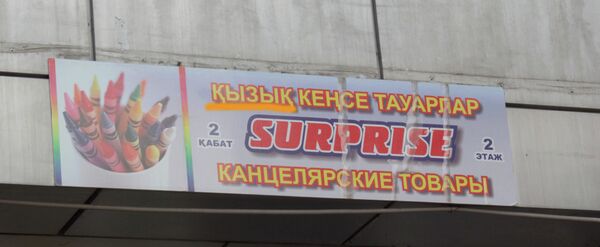 ҚЫЗЫҚ КЕҢСЕ ТАУАРЛАР
2 ҚАБАТ
SURPRISE
2 ЭТАЖ
КАНЦЕЛЯРСКИЕ ТОВАРЫ